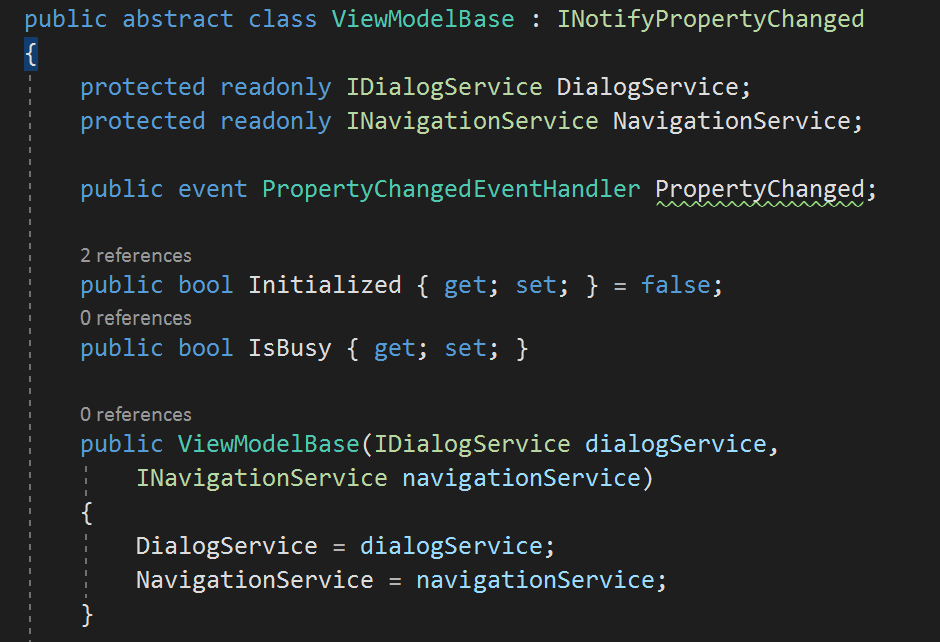 public abstract class ViewModelBase : INotifyPropertyChanged
{
protected readonly IDialogService DialogService;
protected readonly INavigationService NavigationService;
public event PropertyChangedEventHandler PropertyChanged;
2 references
public bool Initialized { get; set; } = false;
0 references
public bool IsBusy { get; set; }
0 references
public ViewModelBase(IDialogService dialogService,
INavigationService navigationService)
{
DialogService = dialogService;
NavigationService = navigationService;
}